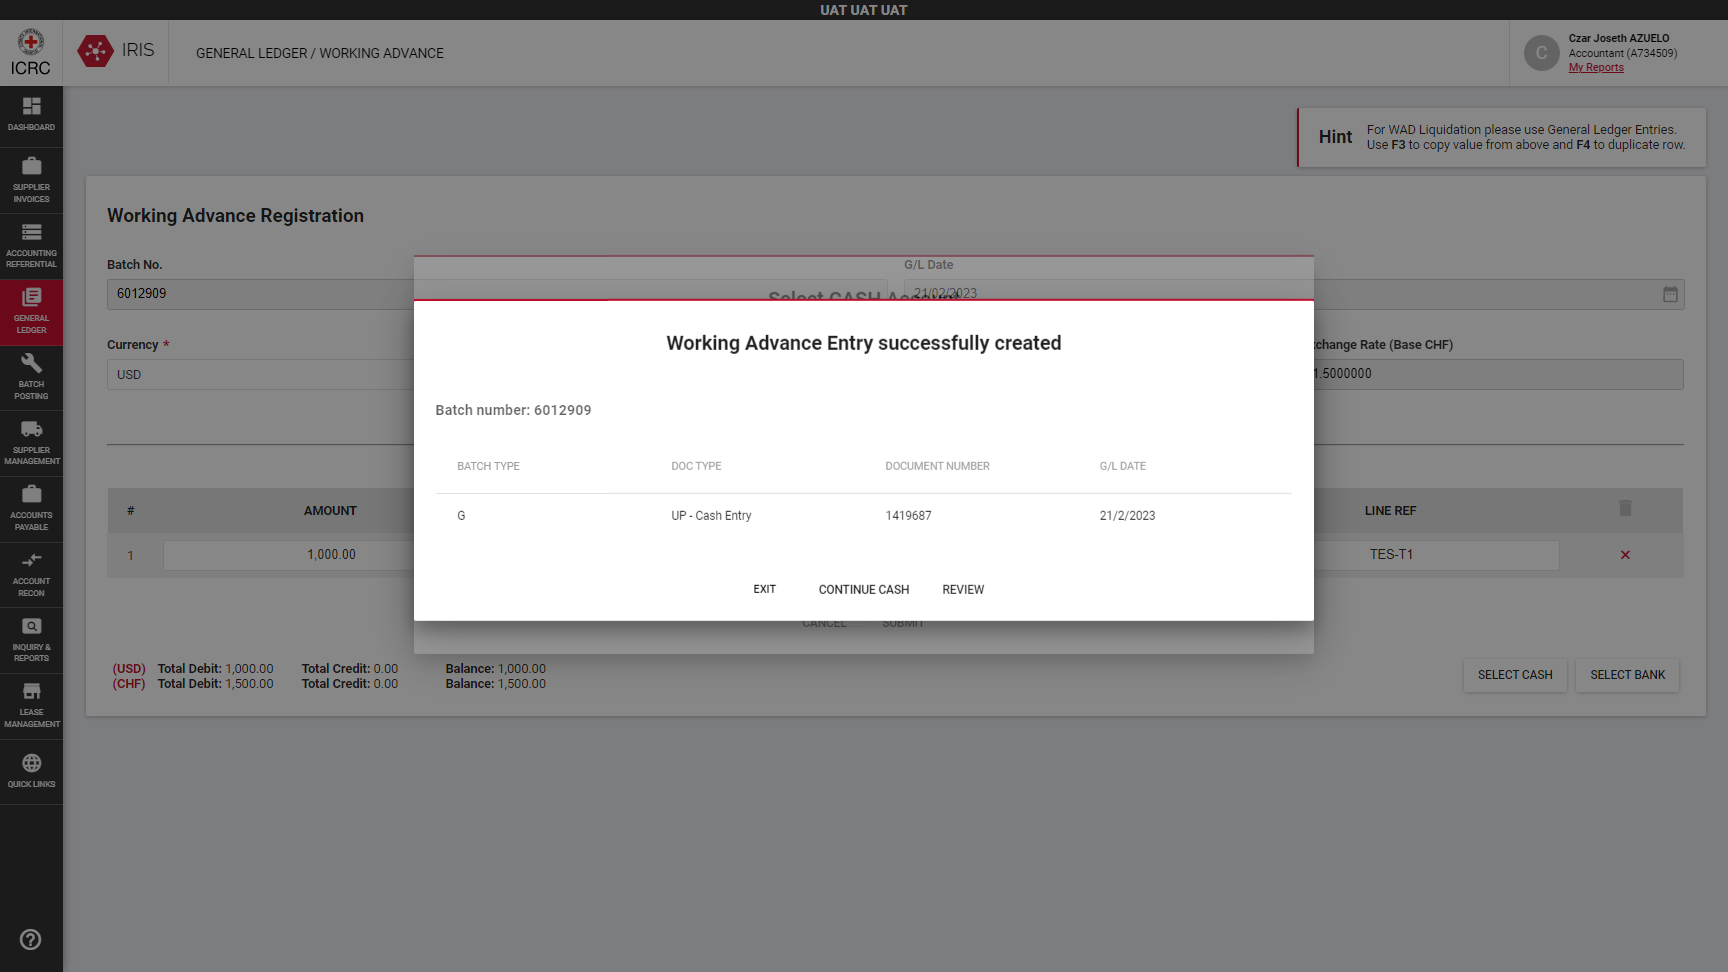 UAT UAT UAT
ICRC
IRIS
GENERAL LEDGER / WORKING ADVANCE
C
Czar Joseth AZUELO
Accountant (A734509)
My Reports
DASHBOARD
SUPPLIER
INVOICES
ACCOUNTING
REFERENTIAL
GENERAL
LEDGER
BATCH
POSTING
SUPPLIER
MANAGEMENT
ACCOUNTS
PAYABLE
ACCOUNT
RECON
INQUIRY &
REPORTS
LEASE
MANAGEMENT
QUICK LINKS
Hint
For WAD Liquidation please use General Ledger Entries.
Use F3 to copy value from above and F4 to duplicate row.
Working Advance Registration
Batch No.
G/L Date
6012909
21/02/2023
Select CASH Account
Currency *
change Rate (Base CHF)
USD
1.5000000
Working Advance Entry successfully created
Batch number: 6012909
BATCH TYPE DOC TYPE DOCUMENT NUMBER G/L DATE
G UP - Cash Entry 1419687 21/2/2023
EXIT CONTINUE CASH REVIEW
# AMOUNT LINE REF
1 1,000.00 TES-T1
CANCEL SUBMIT
(USD) Total Debit: 1,000.00 Total Credit: 0.00 Balance: 1,000.00
(CHF) Total Debit: 1,500.00 Total Credit: 0.00 Balance: 1,500.00
SELECT CASH SELECT BANK